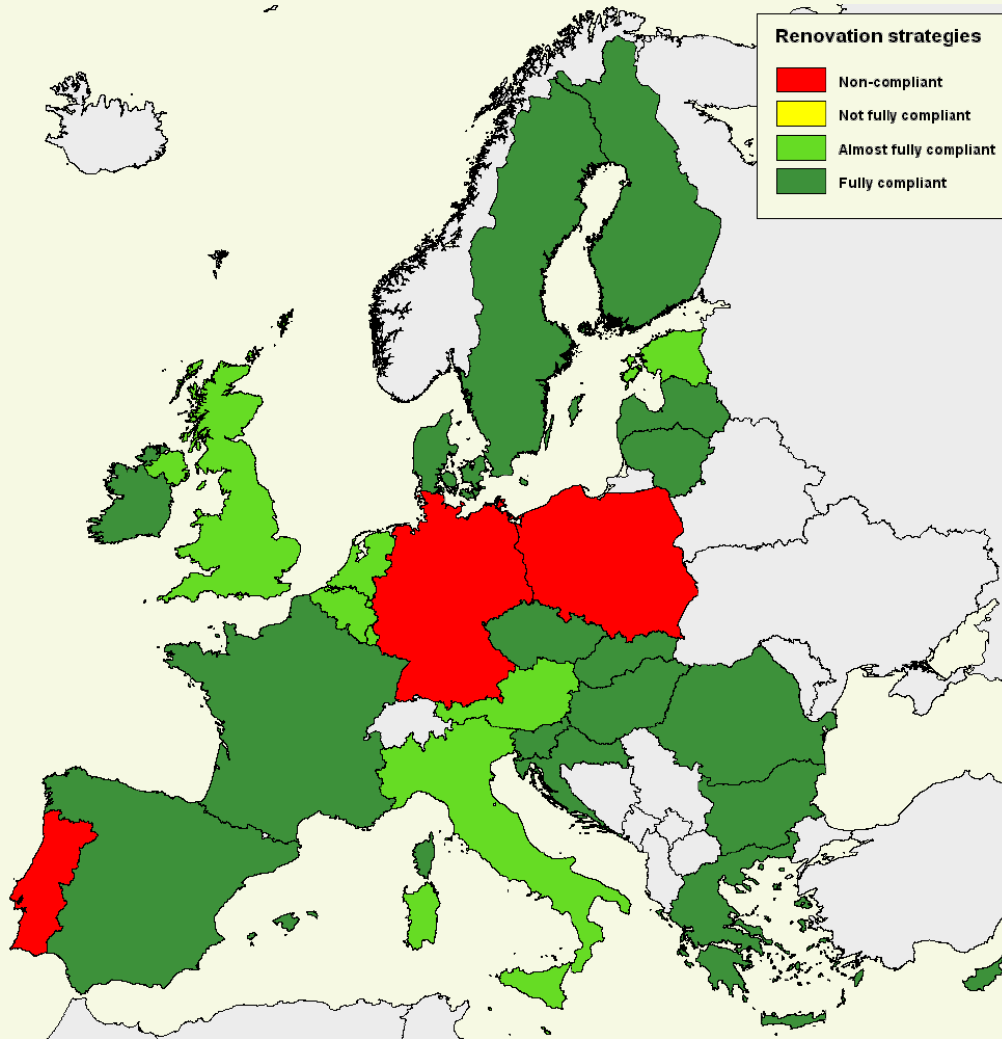 Renovation strategies
Non-compliant
Not fully compliant
Almost fully compliant
Fully compliant